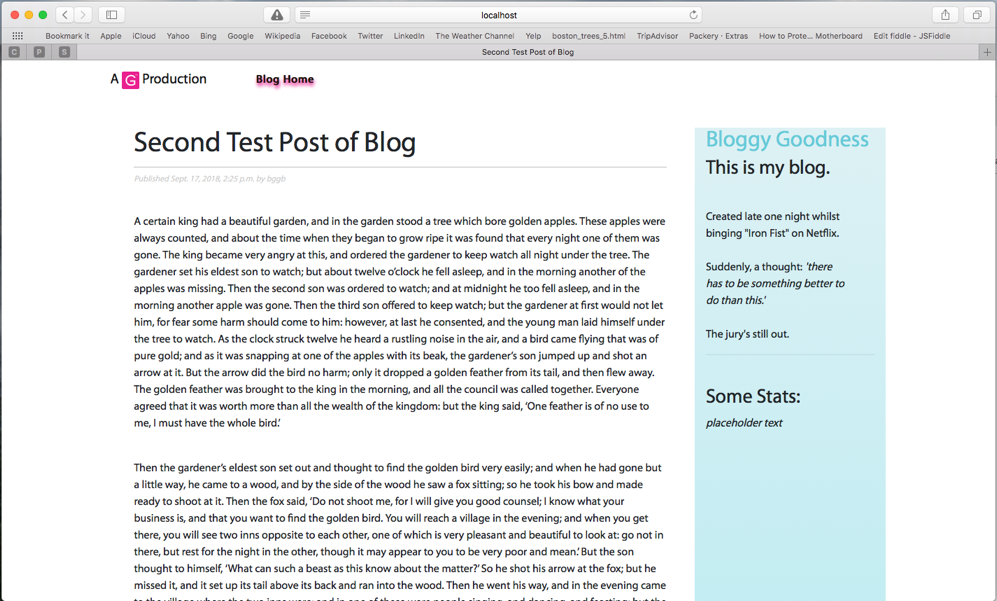 localhost
Bookmark it Apple iCloud Yahoo Bing Google Wikipedia Facebook Twitter LinkedIn The Weather Channel Yelp boston_trees_5.html TripAdvisor Packery · Extras How to Prote... Motherboard Edit fiddle - JSFiddle
C P S Second Test Post of Blog +
A G Production Blog Home
Second Test Post of Blog
Published Sept. 17, 2018, 2:25 p.m. by bggb
A certain king had a beautiful garden, and in the garden stood a tree which bore golden apples. These apples were
always counted, and about the time when they began to grow ripe it was found that every night one of them was
gone. The king became very angry at this, and ordered the gardener to keep watch all night under the tree. The
gardener set his eldest son to watch; but about twelve o’clock he fell asleep, and in the morning another of the
apples was missing. Then the second son was ordered to watch; and at midnight he too fell asleep, and in the
morning another apple was gone. Then the third son offered to keep watch; but the gardener at first would not let
him, for fear some harm should come to him: however, at last he consented, and the young man laid himself under
the tree to watch. As the clock struck twelve he heard a rustling noise in the air, and a bird came flying that was of
pure gold; and as it was snapping at one of the apples with its beak, the gardener’s son jumped up and shot an
arrow at it. But the arrow did the bird no harm; only it dropped a golden feather from its tail, and then flew away.
The golden feather was brought to the king in the morning, and all the council was called together. Everyone
agreed that it was worth more than all the wealth of the kingdom: but the king said, ‘One feather is of no use to
me, I must have the whole bird.’
Then the gardener’s eldest son set out and thought to find the golden bird very easily; and when he had gone but
a little way, he came to a wood, and by the side of the wood he saw a fox sitting; so he took his bow and made
ready to shoot at it. Then the fox said, ‘Do not shoot me, for I will give you good counsel; I know what your
business is, and that you want to find the golden bird. You will reach a village in the evening; and when you get
there, you will see two inns opposite to each other, one of which is very pleasant and beautiful to look at: go not in
there, but rest for the night in the other, though it may appear to you to be very poor and mean.’ But the son
thought to himself, ‘What can such a beast as this know about the matter?’ So he shot his arrow at the fox; but he
missed it, and it set up its tail above its back and ran into the wood. Then he went his way, and in the evening came
to the village where the two inns were; and in one of these were people singing, and dancing, and feasting; but the
Bloggy Goodness
This is my blog.
Created late one night whilst
binging "Iron Fist" on Netflix.
Suddenly, a thought: 'there
has to be something better to
do than this.'
The jury's still out.
Some Stats:
placeholder text